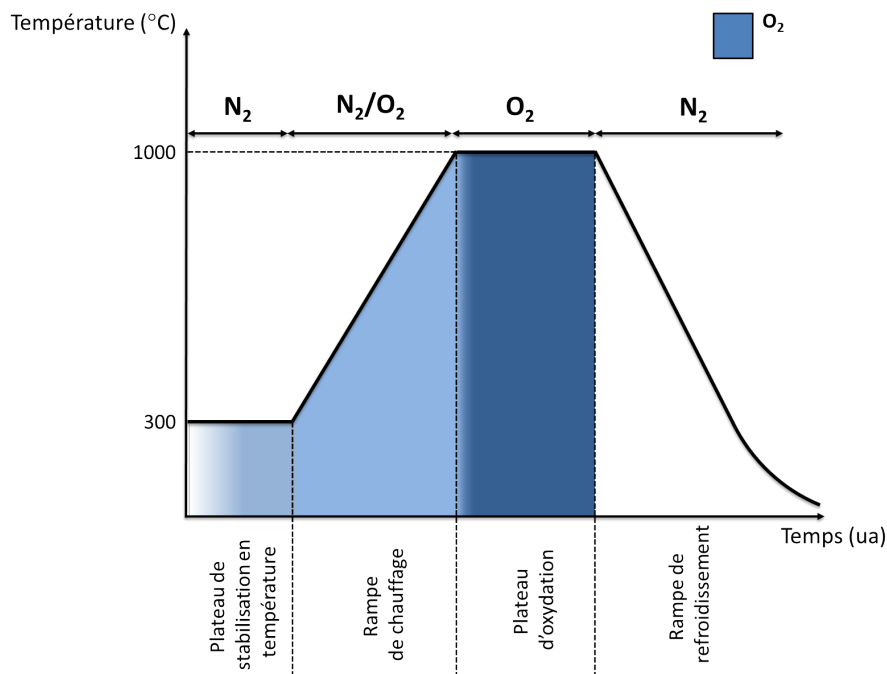 Température (°C)
O₂
N₂
N₂/O₂
O₂
N₂
1000
300
Temps (ua)
Plateau de
stabilisation en
température
Rampe
de chauffage
Plateau
d'oxydation
Rampe de
refroidissement